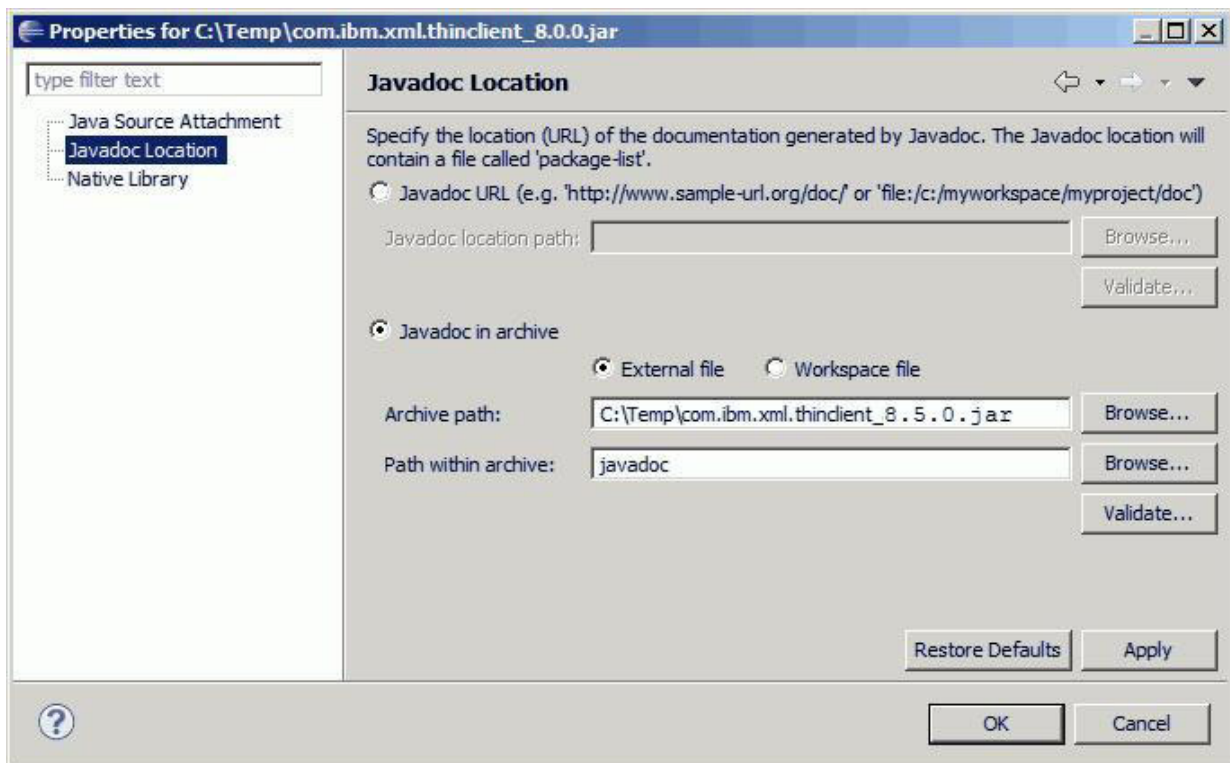 Properties for C:\Temp\com.ibm.xml.thinclient_8.0.0.jar
type filter text
Java Source Attachment
Javadoc Location
Native Library
Javadoc Location
Specify the location (URL) of the documentation generated by Javadoc. The Javadoc location will
contain a file called 'package-list'.
Javadoc URL (e.g. 'http://www.sample-url.org/doc/' or 'file:/c:/myworkspace/myproject/doc')
Javadoc location path: Browse...
Validate...
Javadoc in archive
External file Workspace file
Archive path: C:\Temp\com.ibm.xml.thinclient_8.5.0.jar Browse...
Path within archive: javadoc Browse...
Validate...
Restore Defaults Apply
? OK Cancel